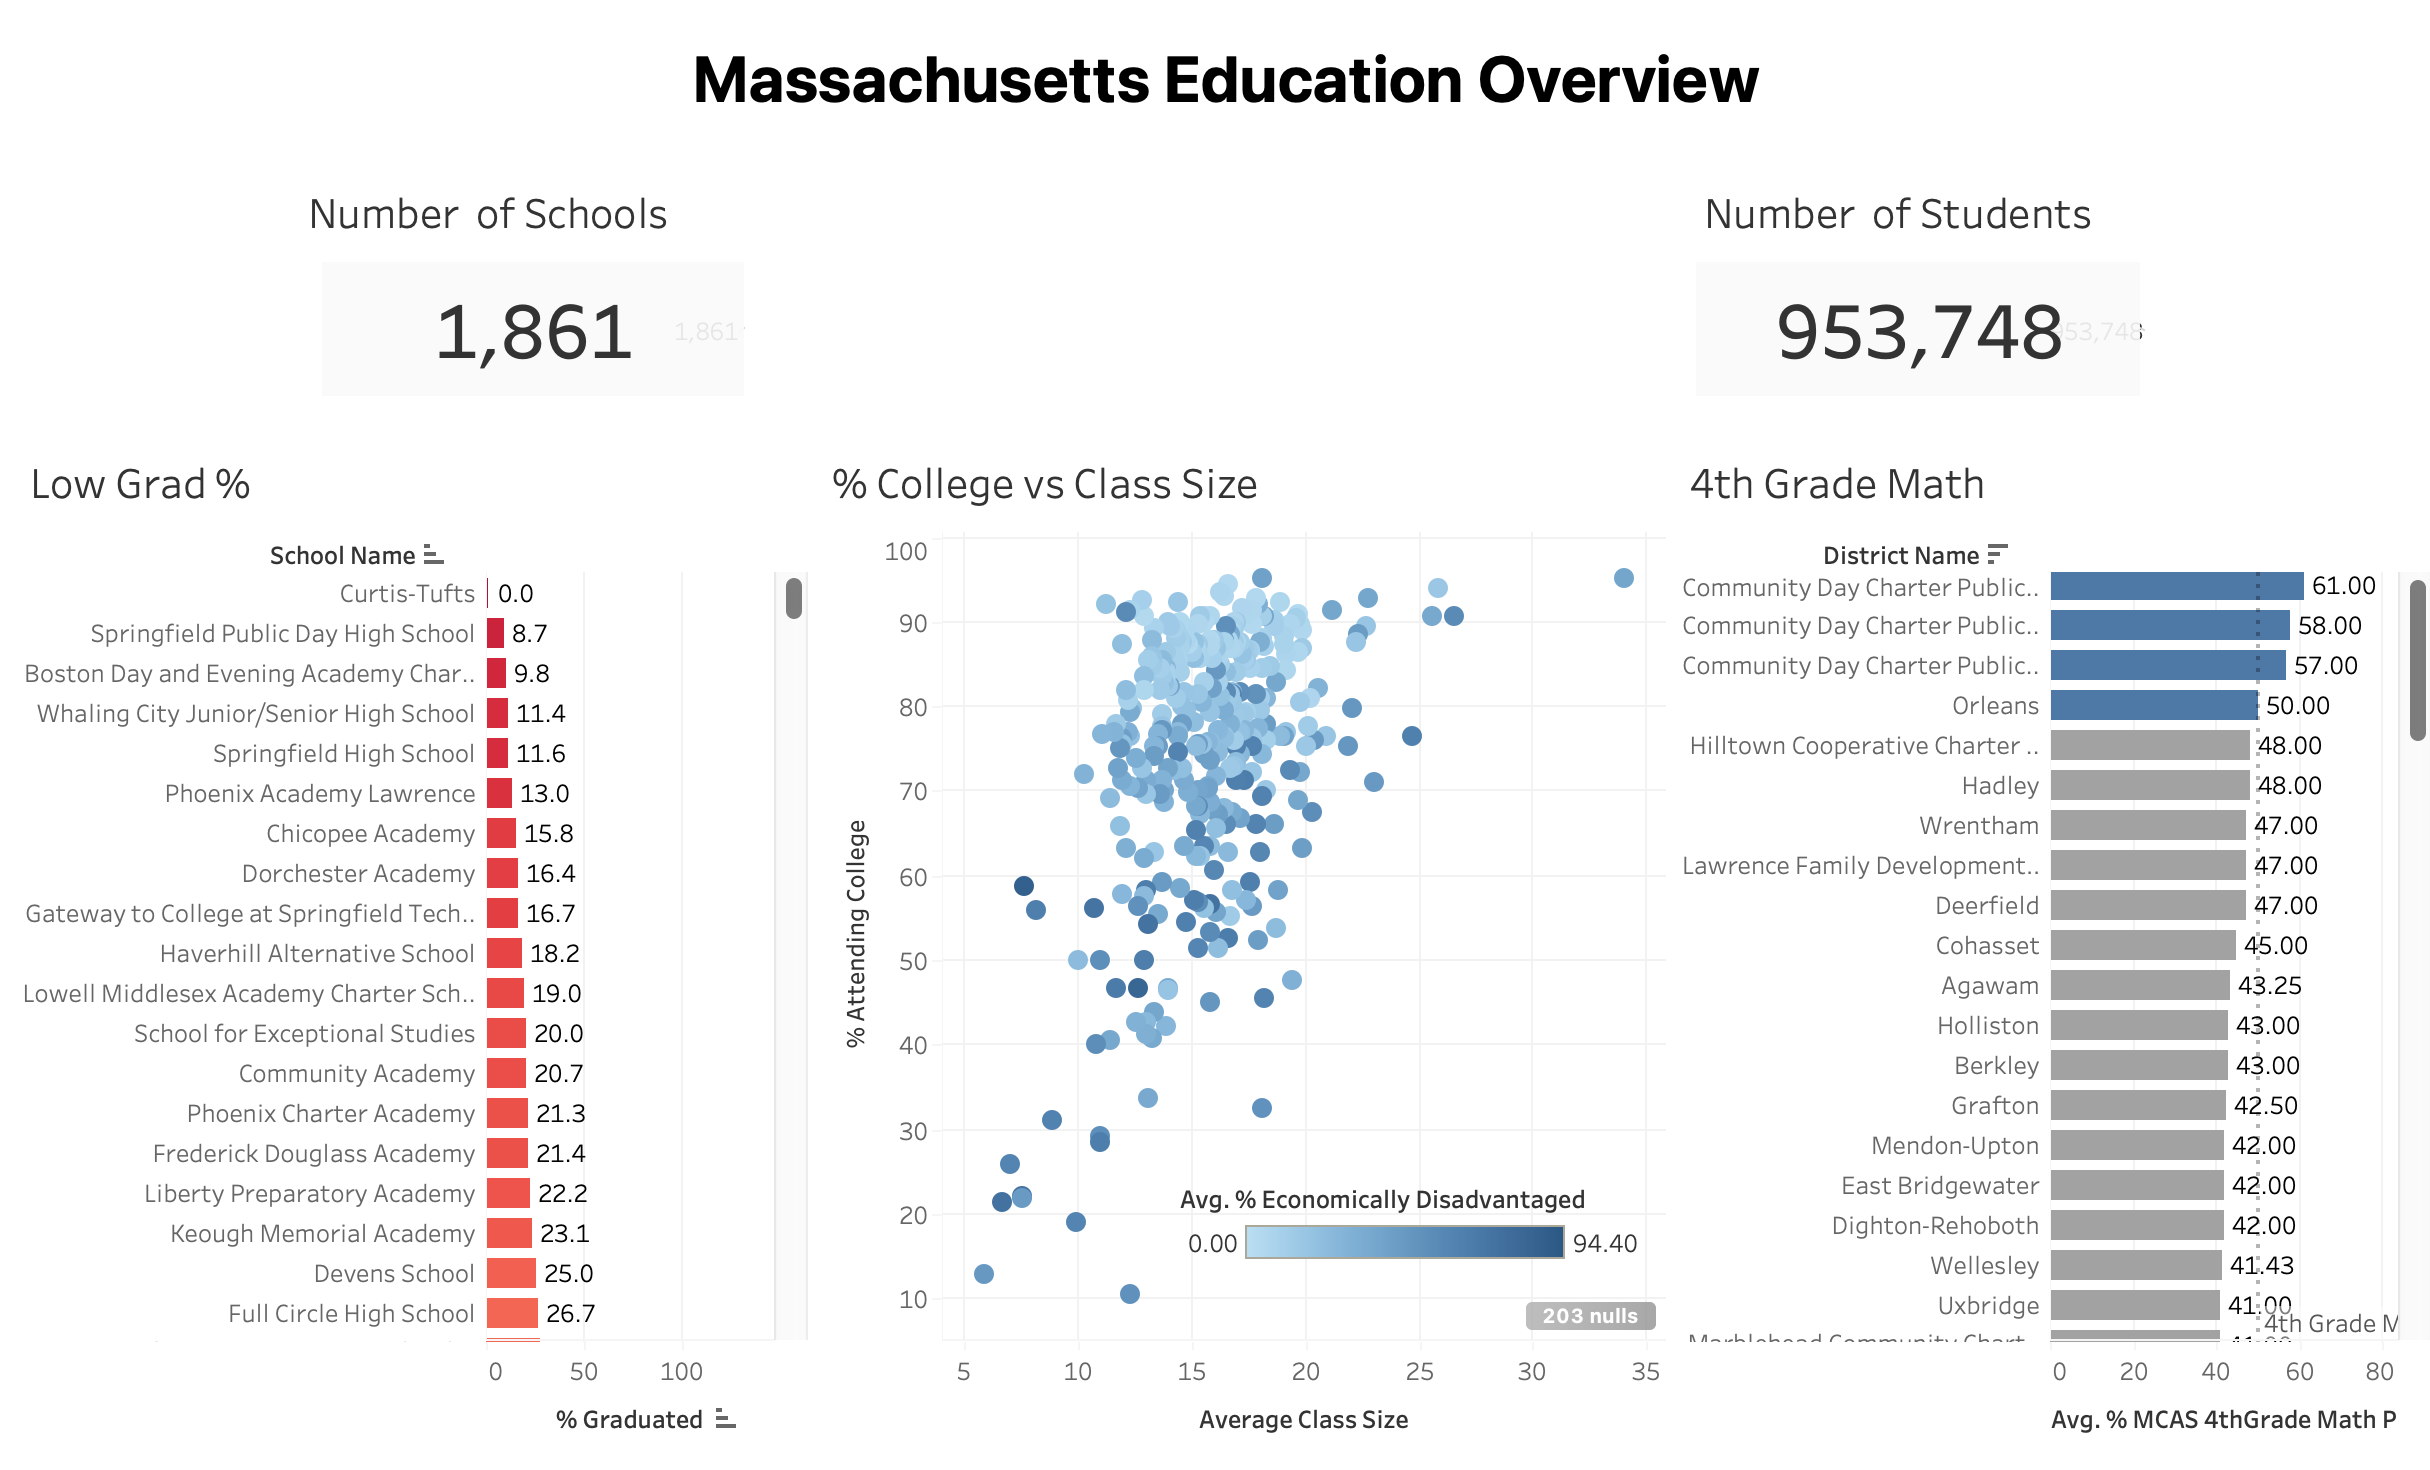 Massachusetts Education Overview
Number of Schools
Number of Students
1,861
1,861
953,748
953,748
Low Grad %
School Name
Curtis-Tufts 0.0
Springfield Public Day High School 8.7
Boston Day and Evening Academy Char.. 9.8
Whaling City Junior/Senior High School 11.4
Springfield High School 11.6
Phoenix Academy Lawrence 13.0
Chicopee Academy 15.8
Dorchester Academy 16.4
Gateway to College at Springfield Tech.. 16.7
Haverhill Alternative School 18.2
Lowell Middlesex Academy Charter Sch.. 19.0
School for Exceptional Studies 20.0
Community Academy 20.7
Phoenix Charter Academy 21.3
Frederick Douglass Academy 21.4
Liberty Preparatory Academy 22.2
Keough Memorial Academy 23.1
Devens School 25.0
Full Circle High School 26.7
0 50 100
% Graduated
% College vs Class Size
100
90
80
70
60
50
40
30
20
10
% Attending College
Avg. % Economically Disadvantaged
0.00 94.40
203 nulls
5 10 15 20 25 30 35
Average Class Size
4th Grade Math
District Name
Community Day Charter Public.. 61.00
Community Day Charter Public.. 58.00
Community Day Charter Public.. 57.00
Orleans 50.00
Hilltown Cooperative Charter .. 48.00
Hadley 48.00
Wrentham 47.00
Lawrence Family Development.. 47.00
Deerfield 47.00
Cohasset 45.00
Agawam 43.25
Holliston 43.00
Berkley 43.00
Grafton 42.50
Mendon-Upton 42.00
East Bridgewater 42.00
Dighton-Rehoboth 42.00
Wellesley 41.43
Uxbridge 41.00
4th Grade M
Marblehead Community Chart.. 41.00
0 20 40 60 80
Avg. % MCAS 4thGrade Math P